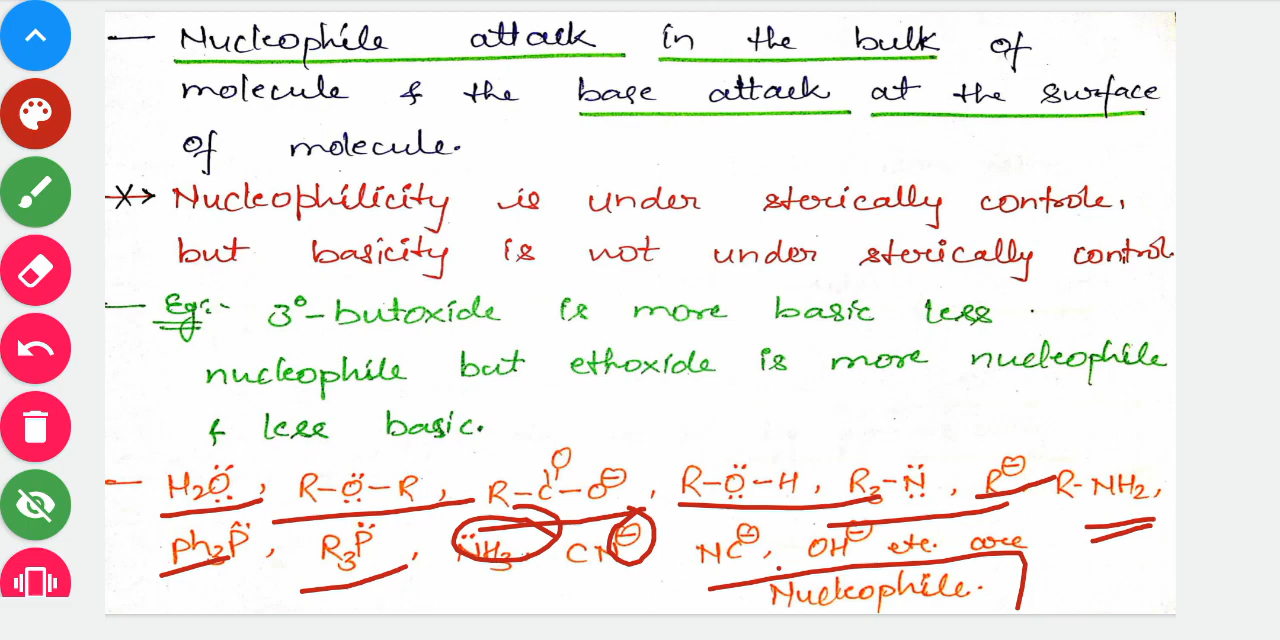 — Nucleophile attack in the bulk of
molecule & the base attack at the surface
of molecule.
Nucleophilicity is under sterically controle,
but basicity is not under sterically control
— Eg:- 3°-butoxide is more basic less
nucleophile but ethoxide is more nucleophile
& less basic.
— H₂Ö, R-Ö-R, R-C(=O)-O⊖, R-Ö-H, R₃-N̈, R⊖ R-NH₂,
Ph₂P̈, R₃P̈, N̈H₃, CN⊖ NC⊖, OH⊖ etc. are
Nucleophile.